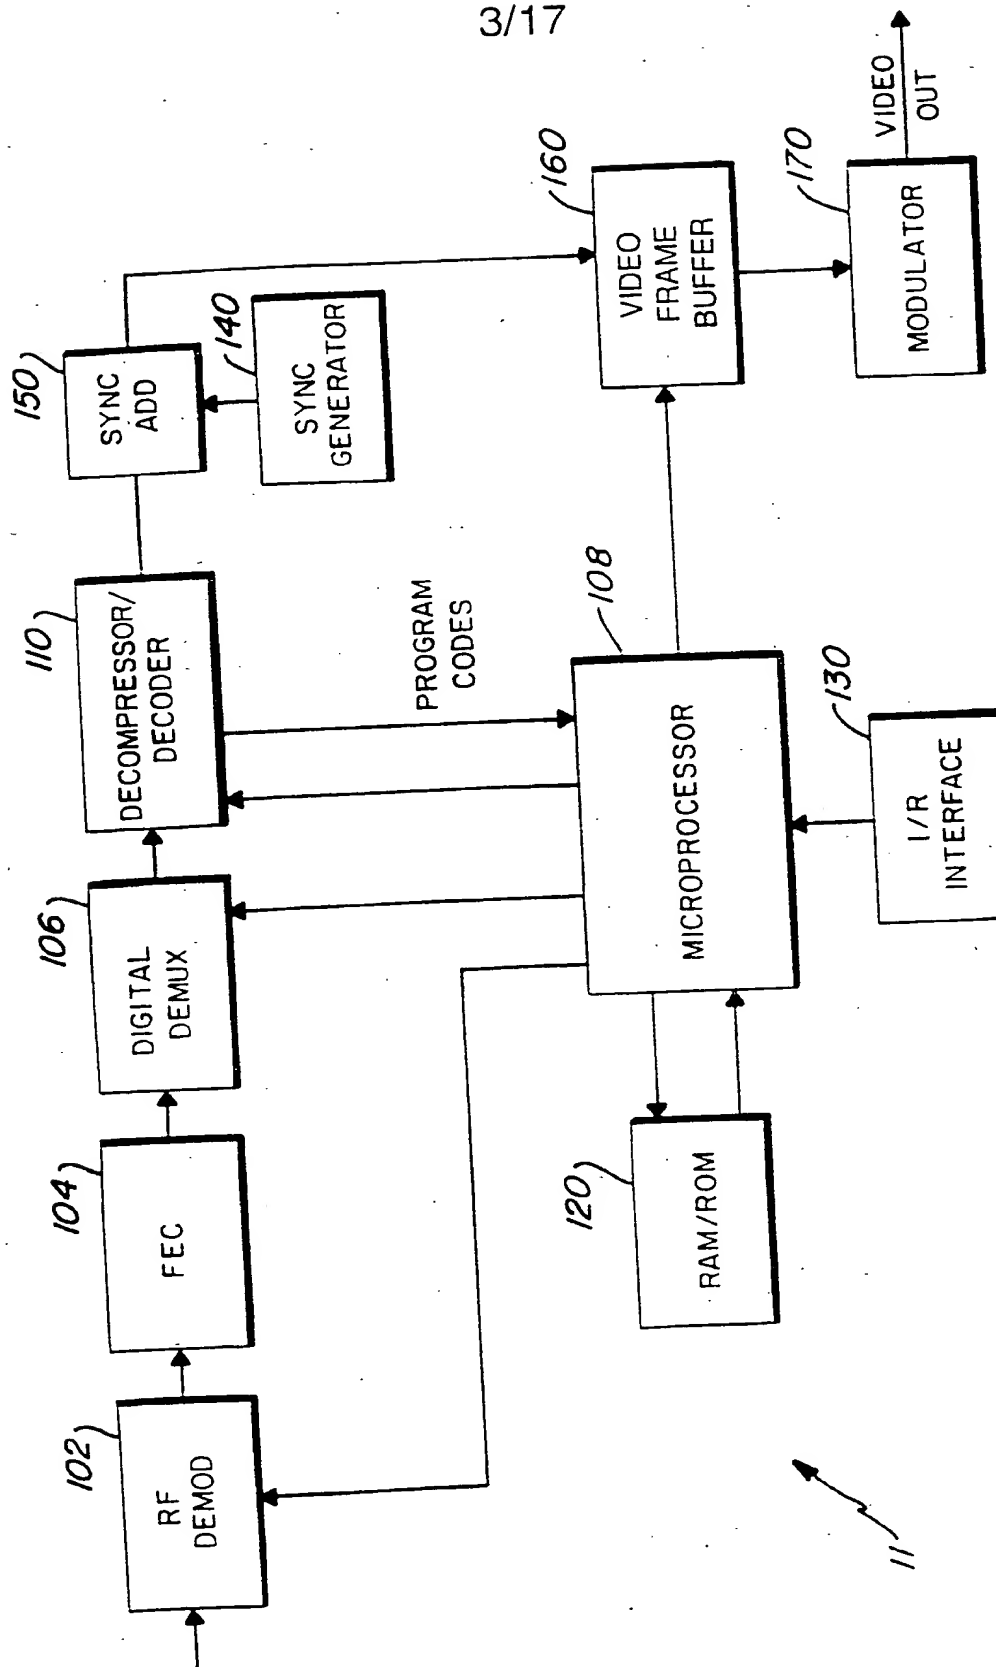 3/17
102
RF
DEMOD
104
FEC
106
DIGITAL
DEMUX
110
DECOMPRESSOR/
DECODER
150
SYNC
ADD
140
SYNC
GENERATOR
PROGRAM
CODES
160
VIDEO
FRAME
BUFFER
108
MICROPROCESSOR
120
RAM/ROM
130
I/R
INTERFACE
170
MODULATOR
VIDEO
OUT
11